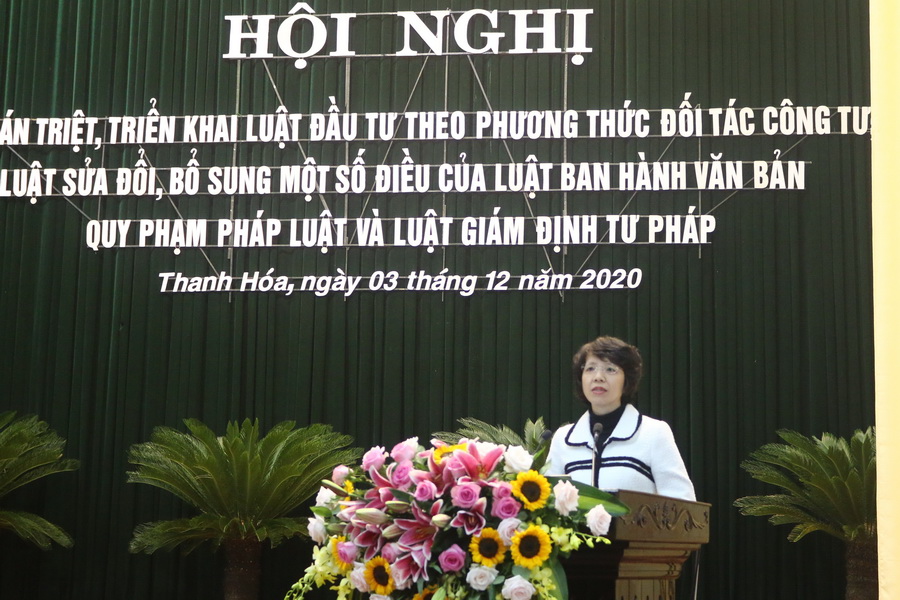 HỘI NGHỊ
ÁN TRIỆT, TRIỂN KHAI LUẬT ĐẦU TƯ THEO PHƯƠNG THỨC ĐỐI TÁC CÔNG TƯ,
LUẬT SỬA ĐỔI, BỔ SUNG MỘT SỐ ĐIỀU CỦA LUẬT BAN HÀNH VĂN BẢN
QUY PHẠM PHÁP LUẬT VÀ LUẬT GIÁM ĐỊNH TƯ PHÁP
Thanh Hóa, ngày 03 tháng 12 năm 2020